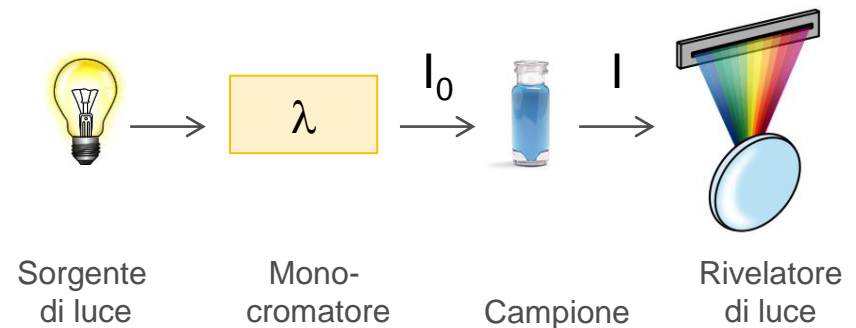 λ
I₀
I
Sorgente
di luce
Mono-
cromatore
Campione
Rivelatore
di luce